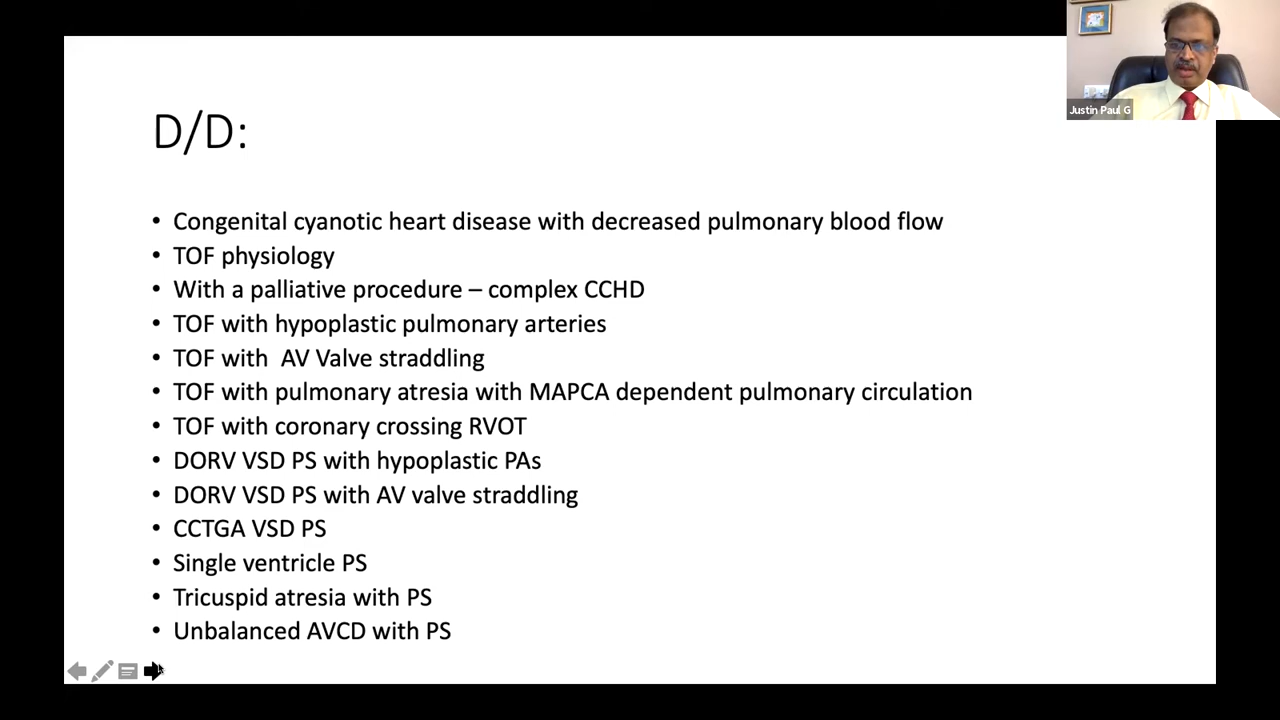 D/D:
• Congenital cyanotic heart disease with decreased pulmonary blood flow
• TOF physiology
• With a palliative procedure – complex CCHD
• TOF with hypoplastic pulmonary arteries
• TOF with  AV Valve straddling
• TOF with pulmonary atresia with MAPCA dependent pulmonary circulation
• TOF with coronary crossing RVOT
• DORV VSD PS with hypoplastic PAs
• DORV VSD PS with AV valve straddling
• CCTGA VSD PS
• Single ventricle PS
• Tricuspid atresia with PS
• Unbalanced AVCD with PS
Justin Paul G